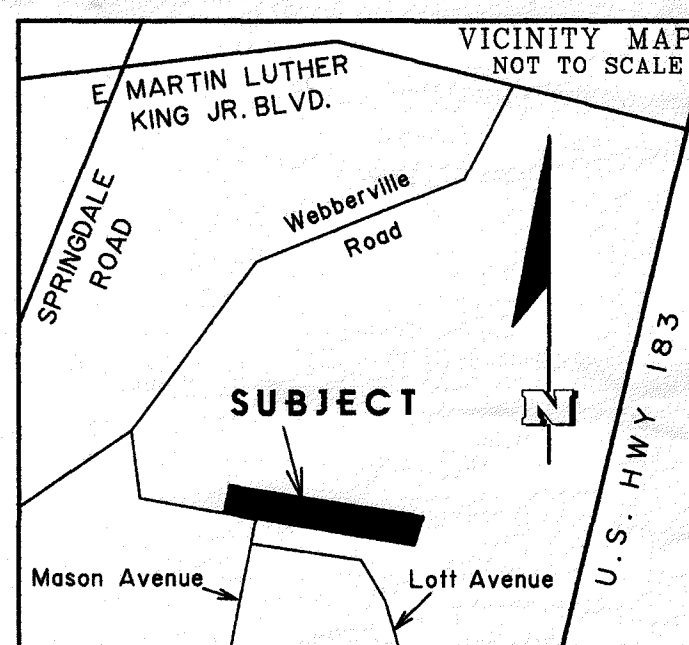 VICINITY MAP
NOT TO SCALE
E MARTIN LUTHER
KING JR. BLVD.
SPRINGDALE
ROAD
Webberville
Road
U.S. HWY 183
SUBJECT
N
Mason Avenue
Lott Avenue